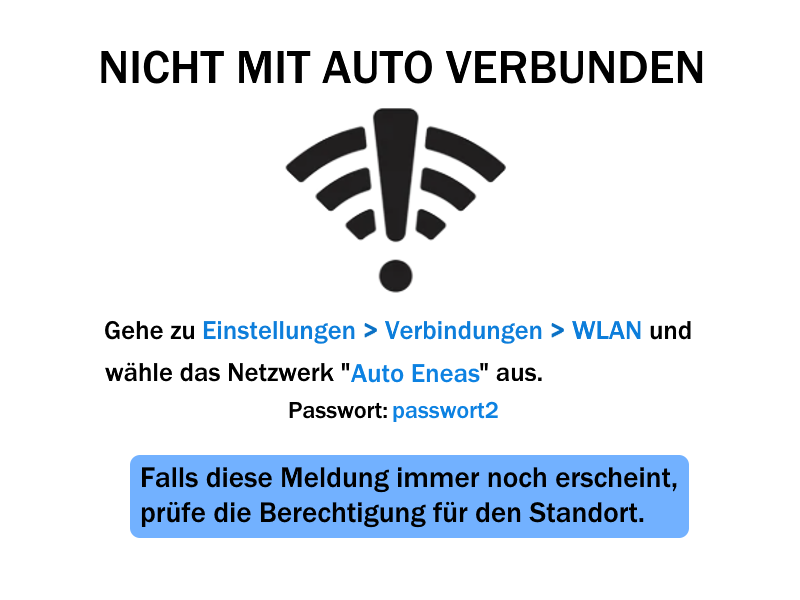 NICHT MIT AUTO VERBUNDEN
Gehe zu Einstellungen > Verbindungen > WLAN und
wähle das Netzwerk "Auto Eneas" aus.
Passwort: passwort2
Falls diese Meldung immer noch erscheint,
prüfe die Berechtigung für den Standort.